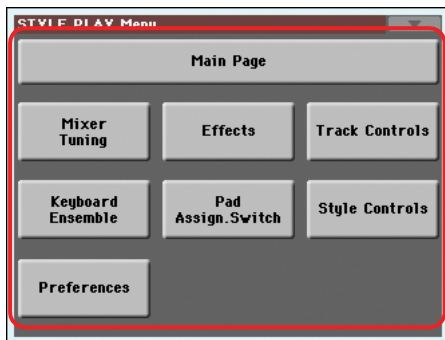 STYLE PLAY Menu
Main Page
Mixer
Tuning
Effects
Track Controls
Keyboard
Ensemble
Pad
Assign.Switch
Style Controls
Preferences